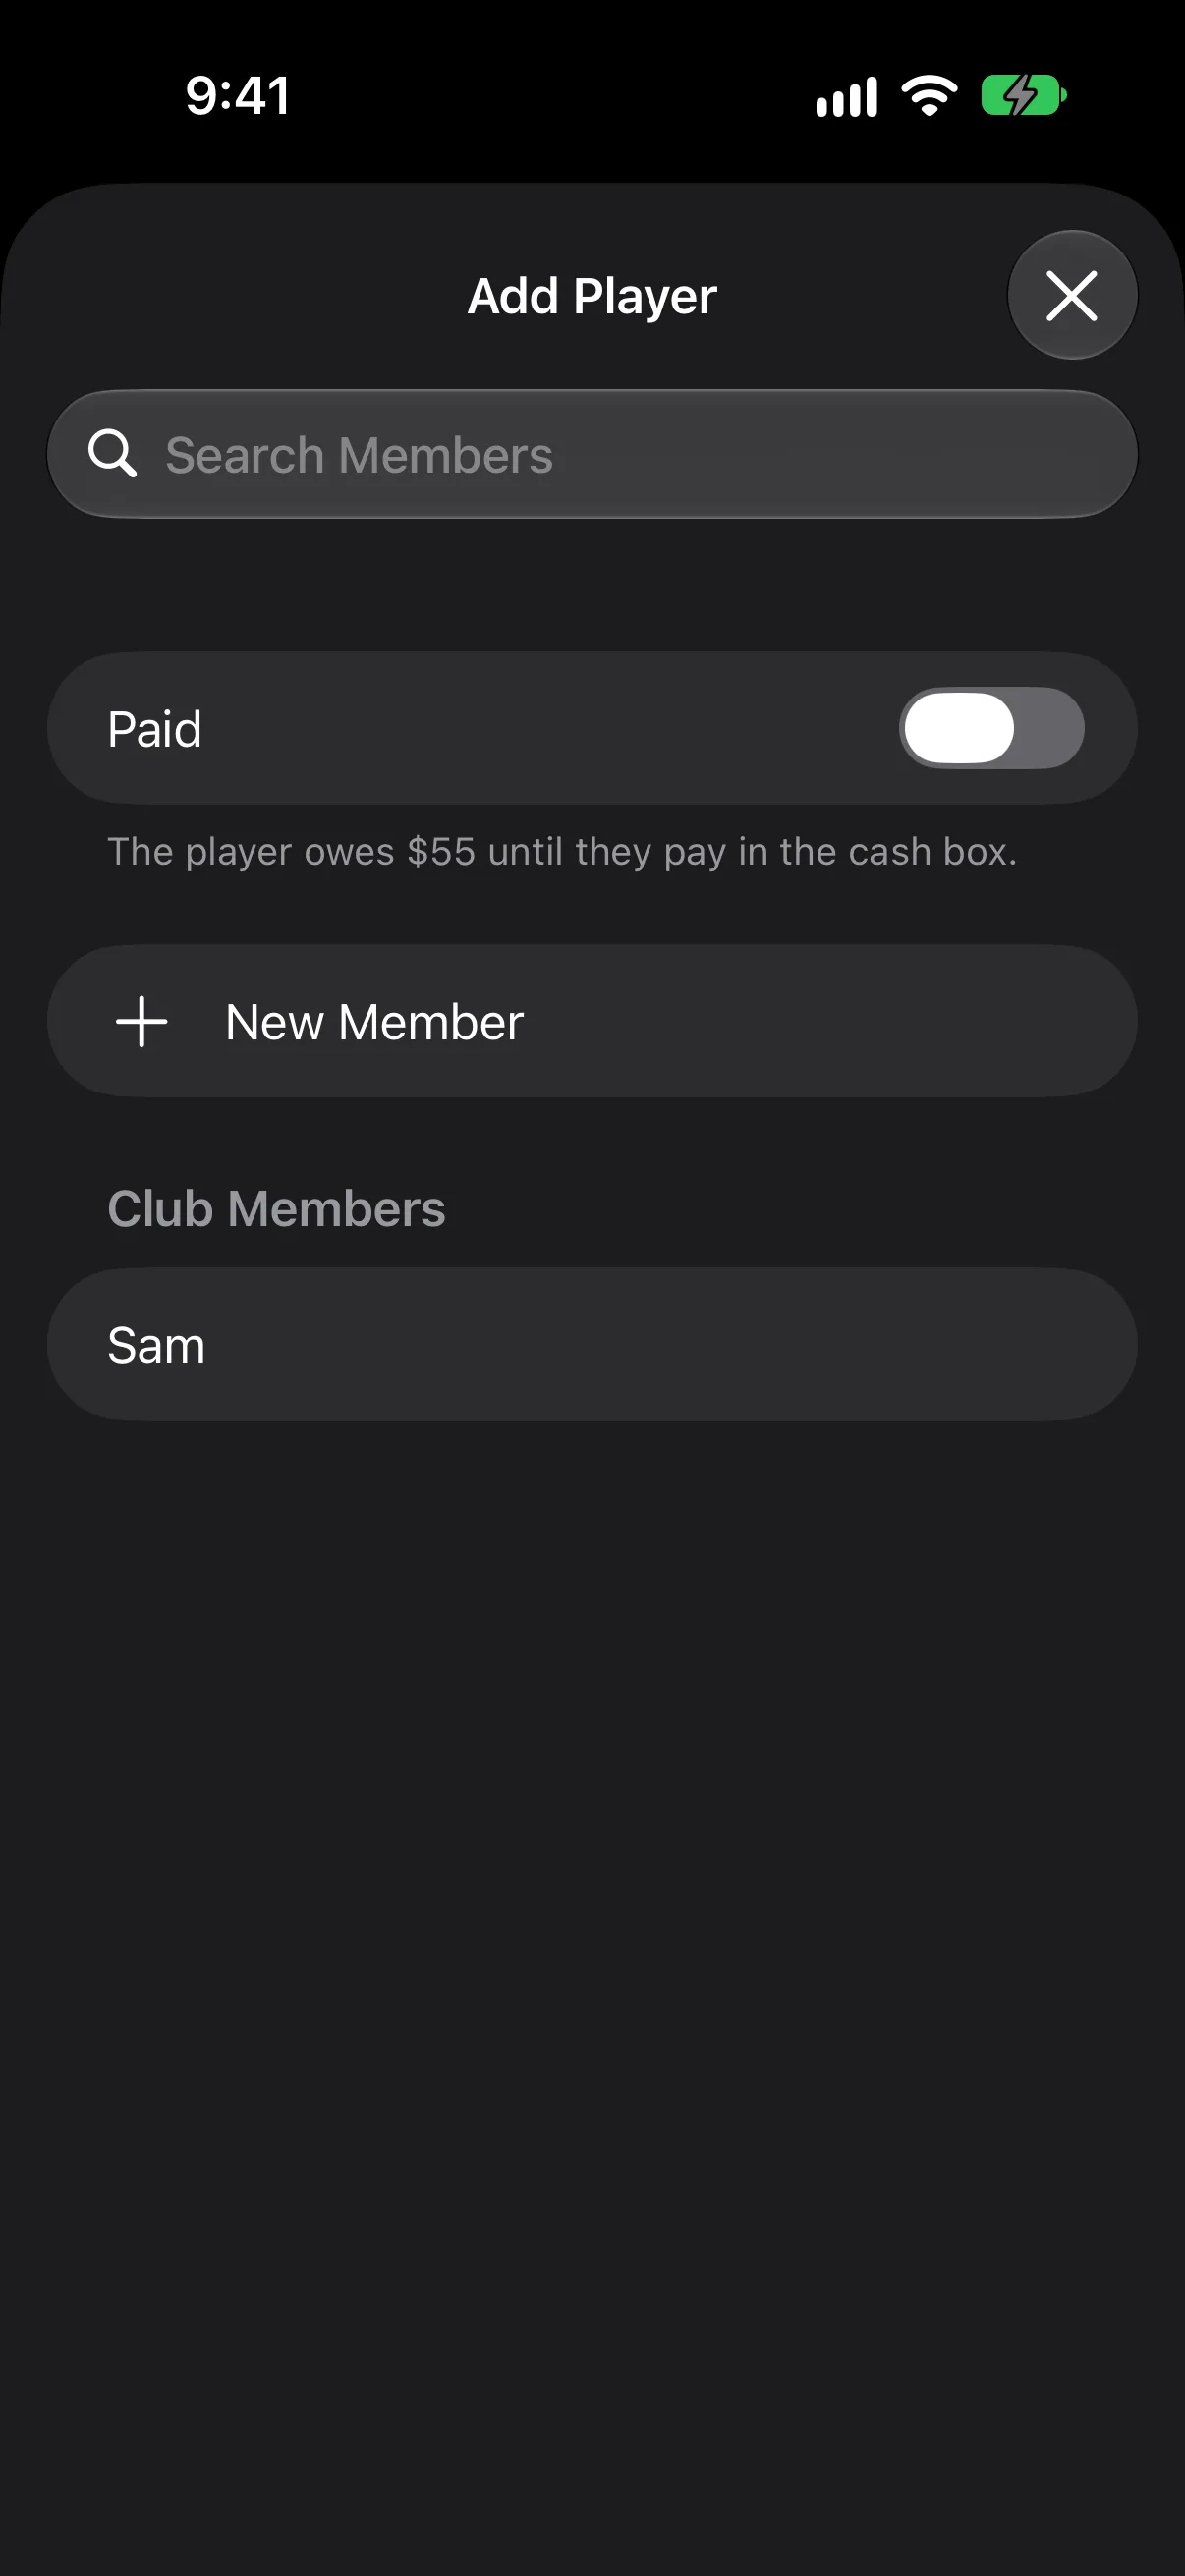 9:41
Add Player
Search Members
Paid
The player owes $55 until they pay in the cash box.
New Member
Club Members
Sam